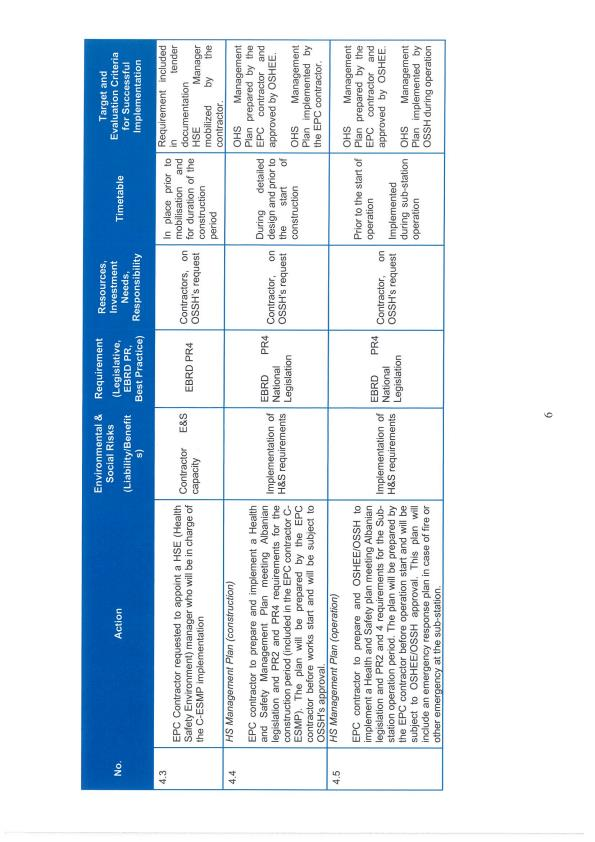 No.
Action
Environmental &
Social Risks
(Liability/Benefit
s)
Requirement
(Legislative,
EBRD PR,
Best Practice)
Resources,
Investment
Needs,
Responsibility
Timetable
Target and
Evaluation Criteria
for Successful
Implementation
4.3
EPC Contractor requested to appoint a HSE (Health
Safety Environment) manager who will be in charge of
the C-ESMP implementation
Contractor E&S
capacity
EBRD PR4
Contractors, on
OSSH's request
In place prior to
mobilisation and
for duration of the
construction
period
Requirement included
in tender
documentation
HSE Manager
mobilized by the
contractor.
4.4
HS Management Plan (construction)
EPC contractor to prepare and implement a Health
and Safety Management Plan meeting Albanian
legislation and PR2 and PR4 requirements for the
construction period (included in the EPC contractor C-
ESMP). The plan will be prepared by the EPC
contractor before works start and will be subject to
OSSH's approval.
Implementation of
H&S requirements
EBRD PR4
National
Legislation
Contractor, on
OSSH's request
During detailed
design and prior to
the start of
construction
OHS Management
Plan prepared by the
EPC contractor and
approved by OSHEE.
OHS Management
Plan implemented by
the EPC contractor.
4.5
HS Management Plan (operation)
EPC contractor to prepare and OSHEE/OSSH to
implement a Health and Safety plan meeting Albanian
legislation and PR2 and 4 requirements for the Sub-
station operation period. The plan will be prepared by
the EPC contractor before operation start and will be
subject to OSHEE/OSSH approval. This plan will
include an emergency response plan in case of fire or
other emergency at the sub-station.
Implementation of
H&S requirements
EBRD PR4
National
Legislation
Contractor, on
OSSH's request
Prior to the start of
operation
Implemented
during sub-station
operation
OHS Management
Plan prepared by the
EPC contractor and
approved by OSHEE.
OHS Management
Plan implemented by
OSSH during operation
6